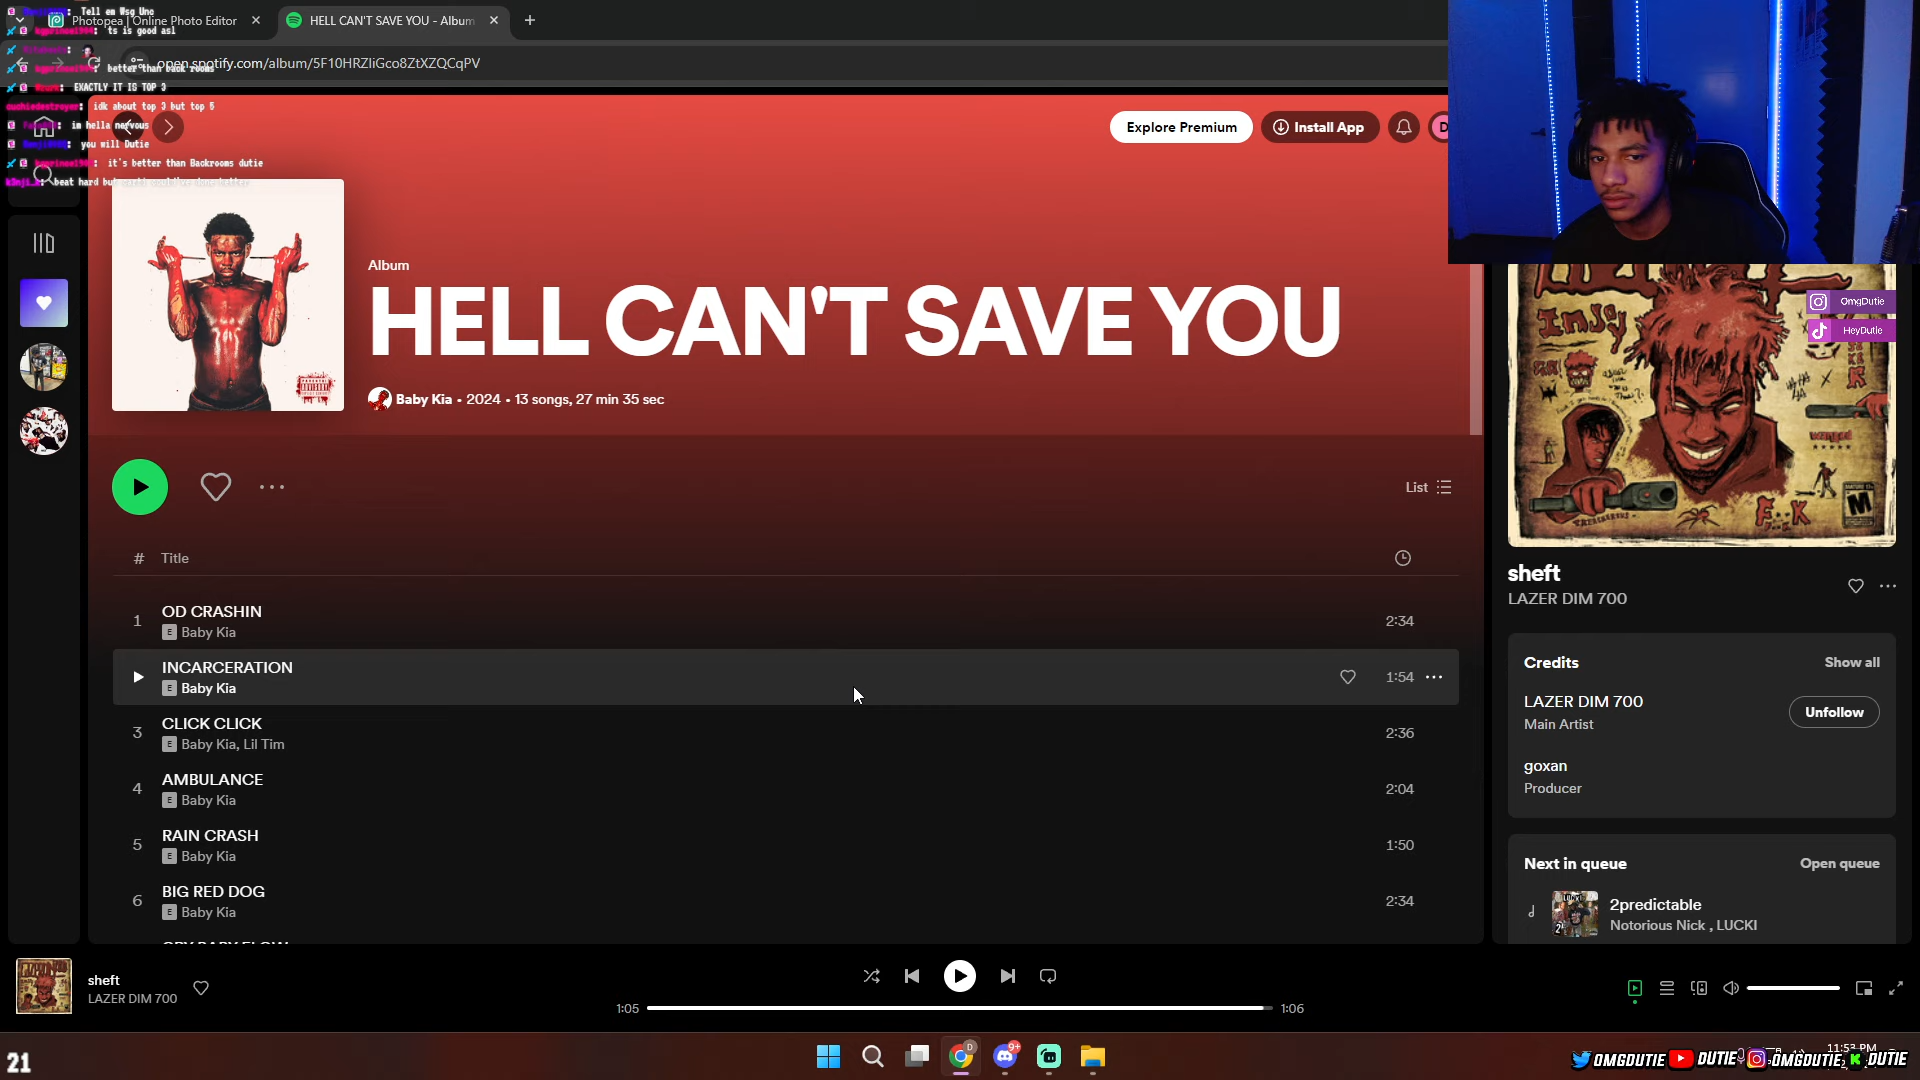 Photopea | Online Photo Editor
HELL CAN'T SAVE YOU - Album
open.spotify.com/album/5F10HRZIiGco8ZtXZQCqPV
Tell em Wsg Unc
ts is good asl
better than back rooms
EXACTLY IT IS TOP 3
idk about top 3 but top 5
im hella nervous
you will Dutie
it's better than Backrooms dutie
beat hard but
Explore Premium
Install App
D
Album
HELL CAN'T SAVE YOU
Baby Kia • 2024 • 13 songs, 27 min 35 sec
List
# Title
1 OD CRASHIN 2:34
E Baby Kia
INCARCERATION 1:54
E Baby Kia
3 CLICK CLICK 2:36
E Baby Kia, Lil Tim
4 AMBULANCE 2:04
E Baby Kia
5 RAIN CRASH 1:50
E Baby Kia
6 BIG RED DOG 2:34
E Baby Kia
OmgDutie
HeyDutie
sheft
LAZER DIM 700
Credits
Show all
LAZER DIM 700
Main Artist
Unfollow
goxan
Producer
Next in queue
Open queue
2predictable
Notorious Nick , LUCKI
sheft
LAZER DIM 700
1:05
1:06
21
9+
11:53 PM
OMGDUTIE
DUTIE
OMGDUTIE
DUTIE